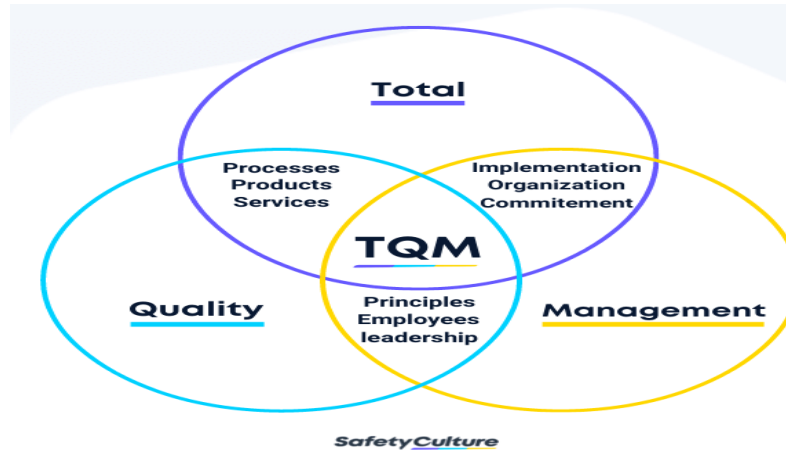 Total
Processes
Products
Services
Implementation
Organization
Commitement
TQM
Quality
Principles
Employees
leadership
Management
SafetyCulture